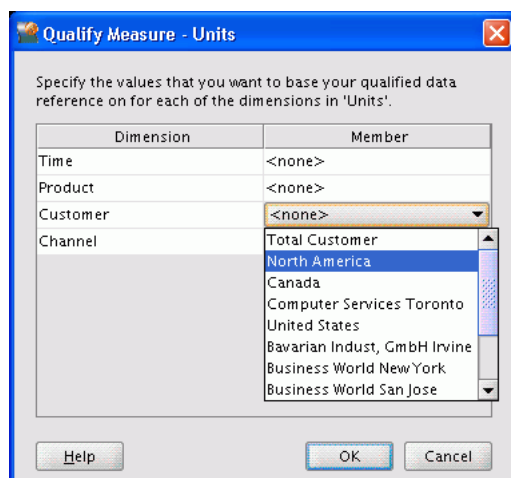 Qualify Measure - Units
Specify the values that you want to base your qualified data
reference on for each of the dimensions in 'Units'.
Dimension Member
Time <none>
Product <none>
Customer <none>
Channel
Total Customer
North America
Canada
Computer Services Toronto
United States
Bavarian Indust, GmbH Irvine
Business World New York
Business World San Jose
Help OK Cancel